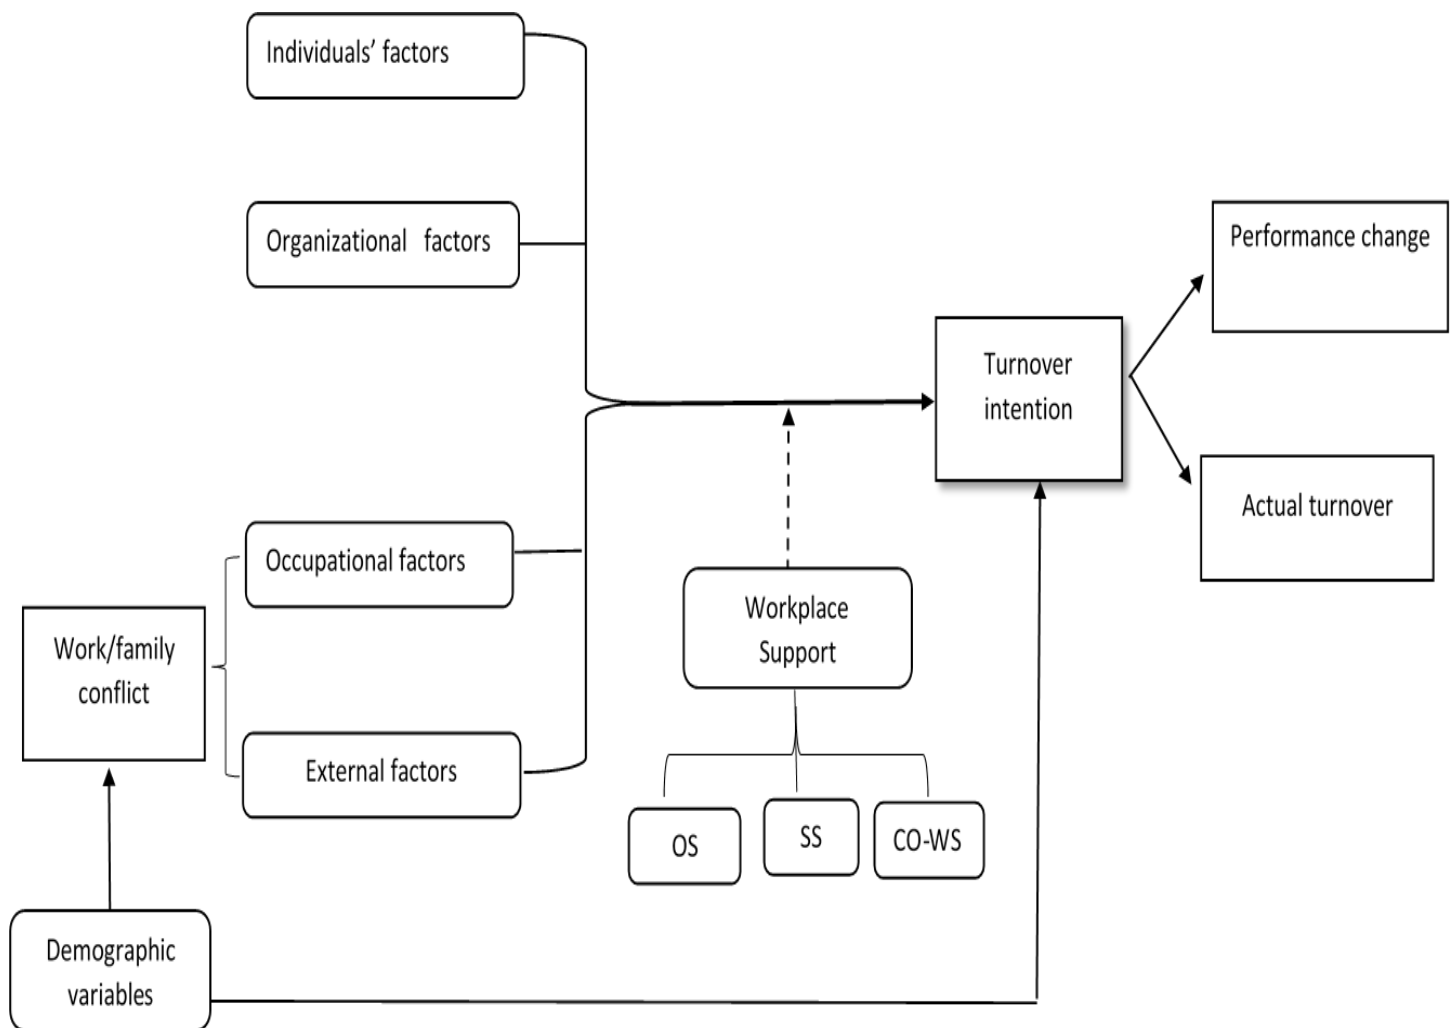 Individuals’ factors
Organizational factors
Performance change
Turnover
intention
Actual turnover
Occupational factors
Workplace
Support
Work/family
conflict
External factors
OS
SS
CO-WS
Demographic
variables